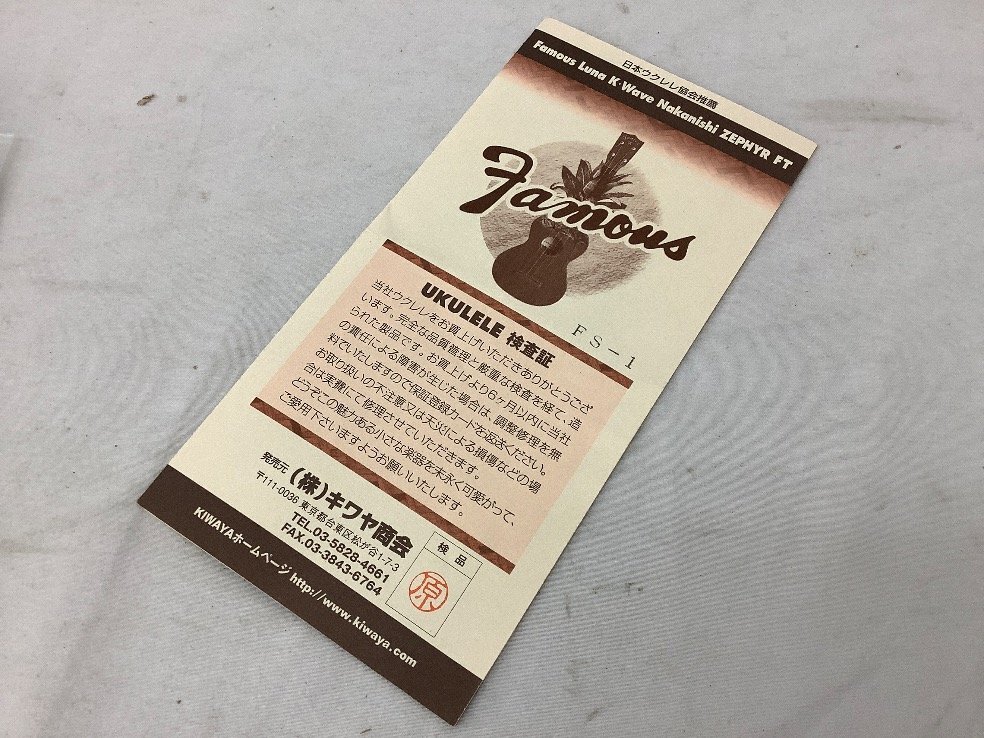 日本ウクレレ協会推薦
Famous Luna K·Wave Nakanishi ZEPHYR FT
Famous
FS-1
UKULELE 検査証
当社ウクレレをお買上げいただきありがとうござ
います。完全な品質管理と厳重な検査を経て、造
られた製品です。お買上げより6ヶ月以内に当社
の責任による障害が生じた場合は、調整修理を無
料でいたしますので保証登録カードを返送ください。
お取り扱いの不注意又は天災による損傷などの場
合は実費にて修理させていただきます。
どうぞこの魅力ある小さな楽器を末永く可愛がって、
ご愛用下さいますようお願いいたします。
発売元 (株)キワヤ商会
〒111-0036 東京都台東区松が谷1-7-3
TEL.03-5828-4661
FAX.03-3843-6764
検品
原
KIWAYAホームページ http://www.kiwaya.com